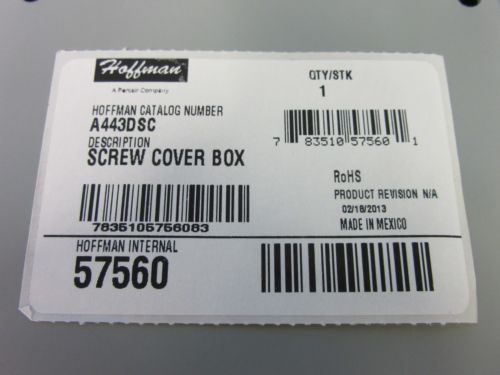 Hoffman
A Pentair Company
QTY/STK
1
HOFFMAN CATALOG NUMBER
A443DSC
DESCRIPTION
SCREW COVER BOX
7 83510 57560 1
7835105756083
RoHS
PRODUCT REVISION N/A
02/18/2013
MADE IN MEXICO
HOFFMAN INTERNAL
57560